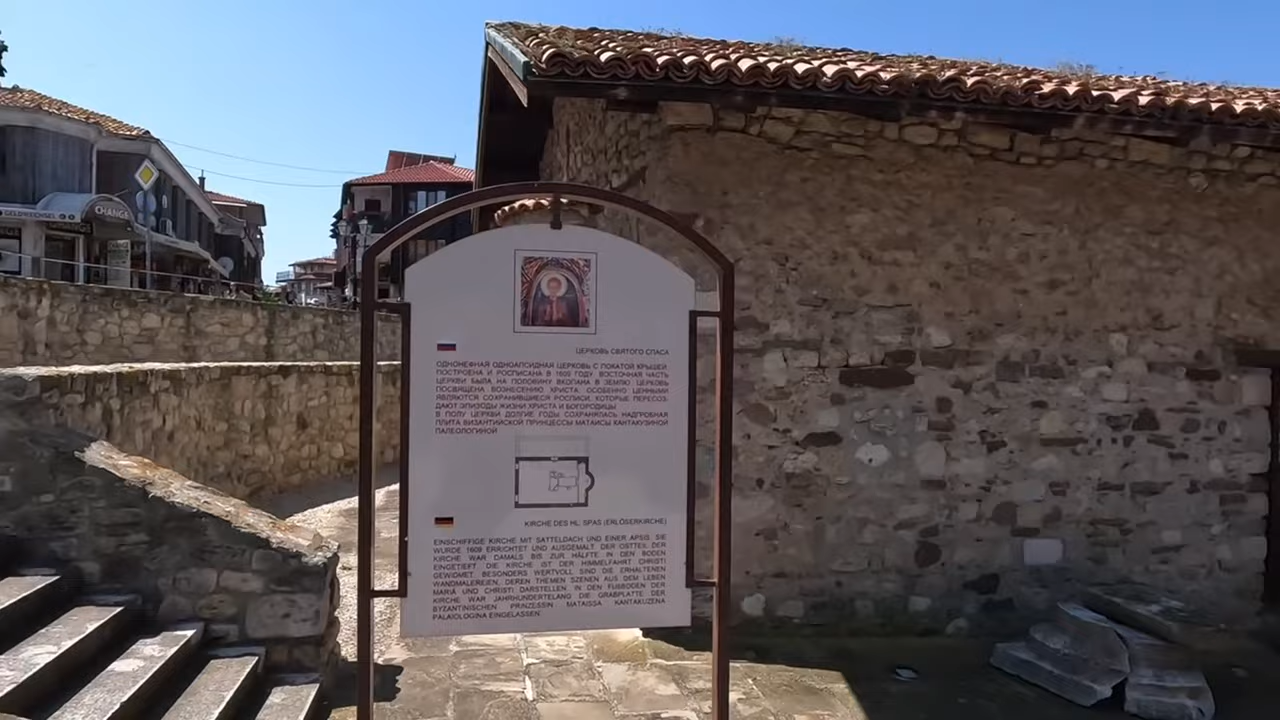 GELDWECHSEL
CHANGE
CHANGE
ЦЕРКОВЬ СВЯТОГО СПАСА
ОДНОНЕФНАЯ ОДНОАПСИДНАЯ ЦЕРКОВЬ С ПОКАТОЙ КРЫШЕЙ.
ПОСТРОЕНА И РОСПИСАНА В 1609 ГОДУ. ВОСТОЧНАЯ ЧАСТЬ
ЦЕРКВИ БЫЛА НА ПОЛОВИНУ ВКОПАНА В ЗЕМЛЮ. ЦЕРКОВЬ
ПОСВЯЩЕНА ВОЗНЕСЕНИЮ ХРИСТА. ОСОБЕННО ЦЕННЫМИ
ЯВЛЯЮТСЯ СОХРАНИВШИЕСЯ РОСПИСИ, КОТОРЫЕ ПЕРЕСОЗ-
ДАЮТ ЭПИЗОДЫ ЖИЗНИ ХРИСТА И БОГОРОДИЦЫ.
В ПОЛУ ЦЕРКВИ ДОЛГИЕ ГОДЫ СОХРАНЯЛАСЬ НАДГРОБНАЯ
ПЛИТА ВИЗАНТИЙСКОЙ ПРИНЦЕССЫ МАТАИСЫ КАНТАКУЗИНОЙ
ПАЛЕОЛОГИНОЙ
KIRCHE DES HL. SPAS (ERLÖSERKIRCHE)
EINSCHIFFIGE KIRCHE MIT SATTELDACH UND EINER APSIS. SIE
WURDE 1609 ERRICHTET UND AUSGEMALT. DER OSTTEIL DER
KIRCHE WAR DAMALS BIS ZUR HÄLFTE IN DEN BODEN
EINGETIEFT. DIE KIRCHE IST DER HIMMELFAHRT CHRISTI
GEWIDMET. BESONDERS WERTVOLL SIND DIE ERHALTENEN
WANDMALEREIEN, DEREN THEMEN SZENEN AUS DEM LEBEN
MARIÄ UND CHRISTI DARSTELLEN. IN DEN FUßBODEN DER
KIRCHE WAR JAHRHUNDERTELANG DIE GRABPLATTE DER
BYZANTINISCHEN PRINZESSIN MATAISSA KANTAKUZENA
PALAIOLOGINA EINGELASSEN.